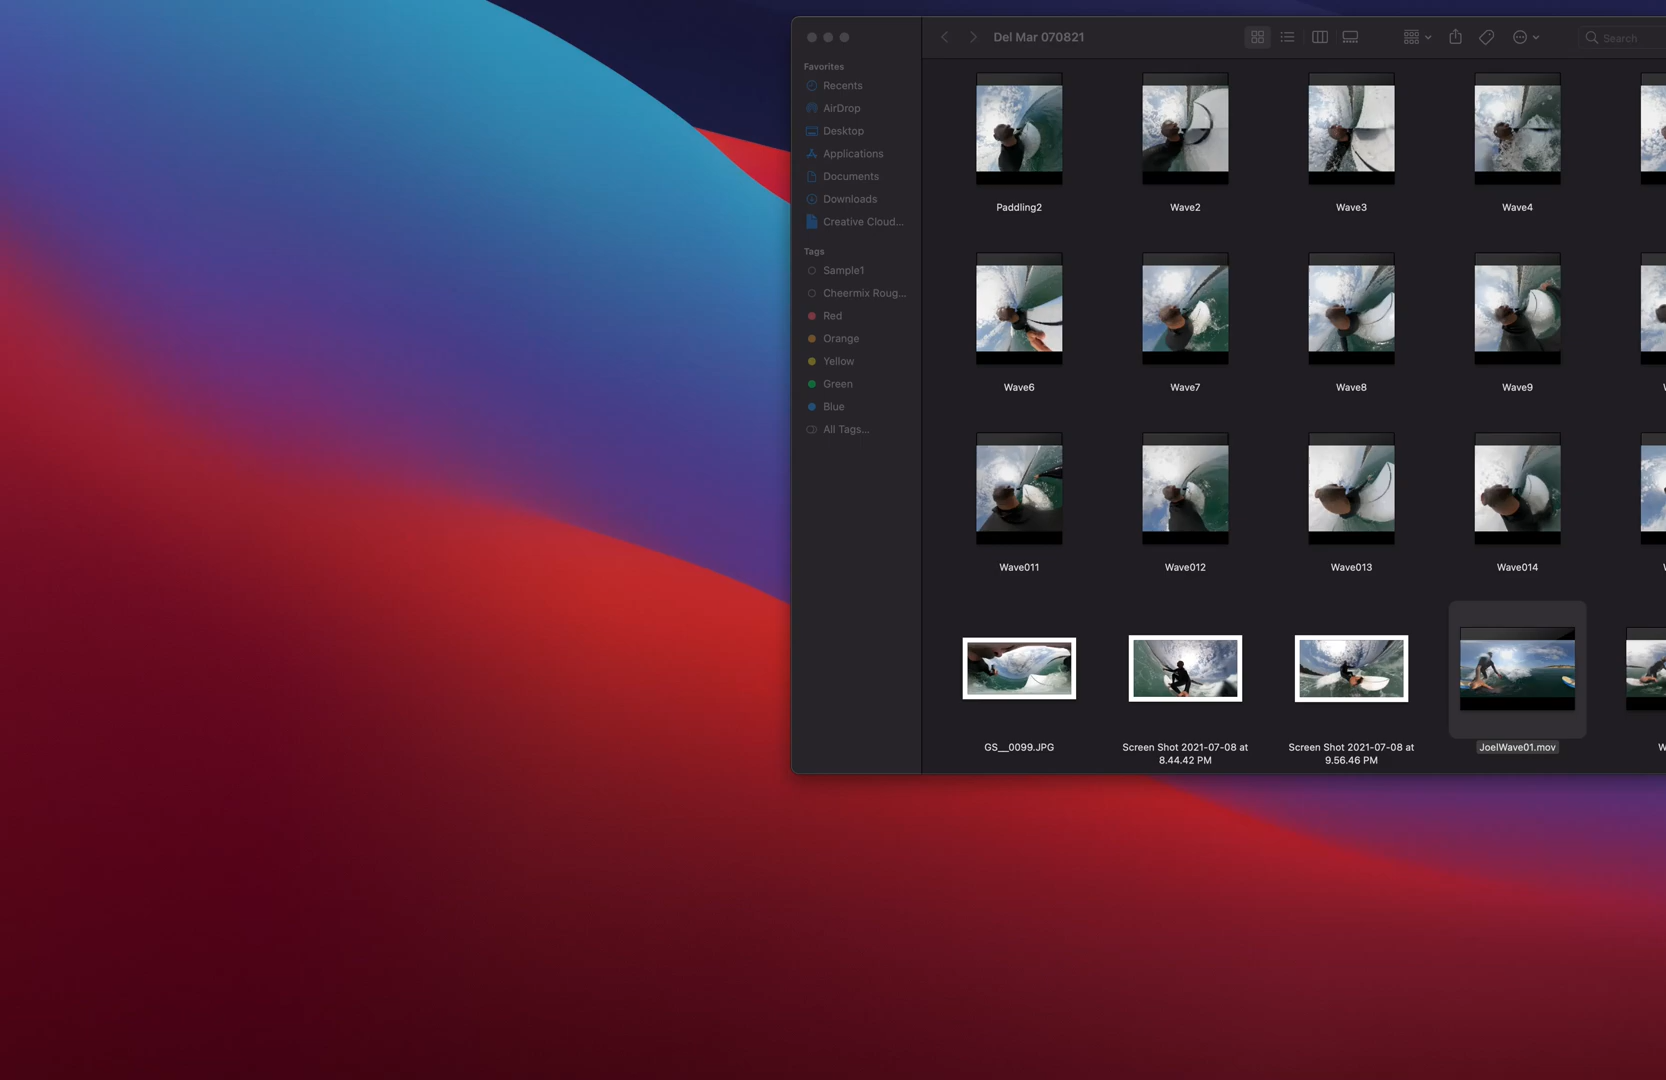 Del Mar 070821
Search
Favorites
Recents
AirDrop
Desktop
Applications
Documents
Downloads
Creative Cloud...
Tags
Sample1
Cheermix Roug...
Red
Orange
Yellow
Green
Blue
All Tags...
Paddling2
Wave2
Wave3
Wave4
Wave6
Wave7
Wave8
Wave9
Wave011
Wave012
Wave013
Wave014
GS__0099.JPG
Screen Shot 2021-07-08 at
8.44.42 PM
Screen Shot 2021-07-08 at
9.56.46 PM
JoelWave01.mov